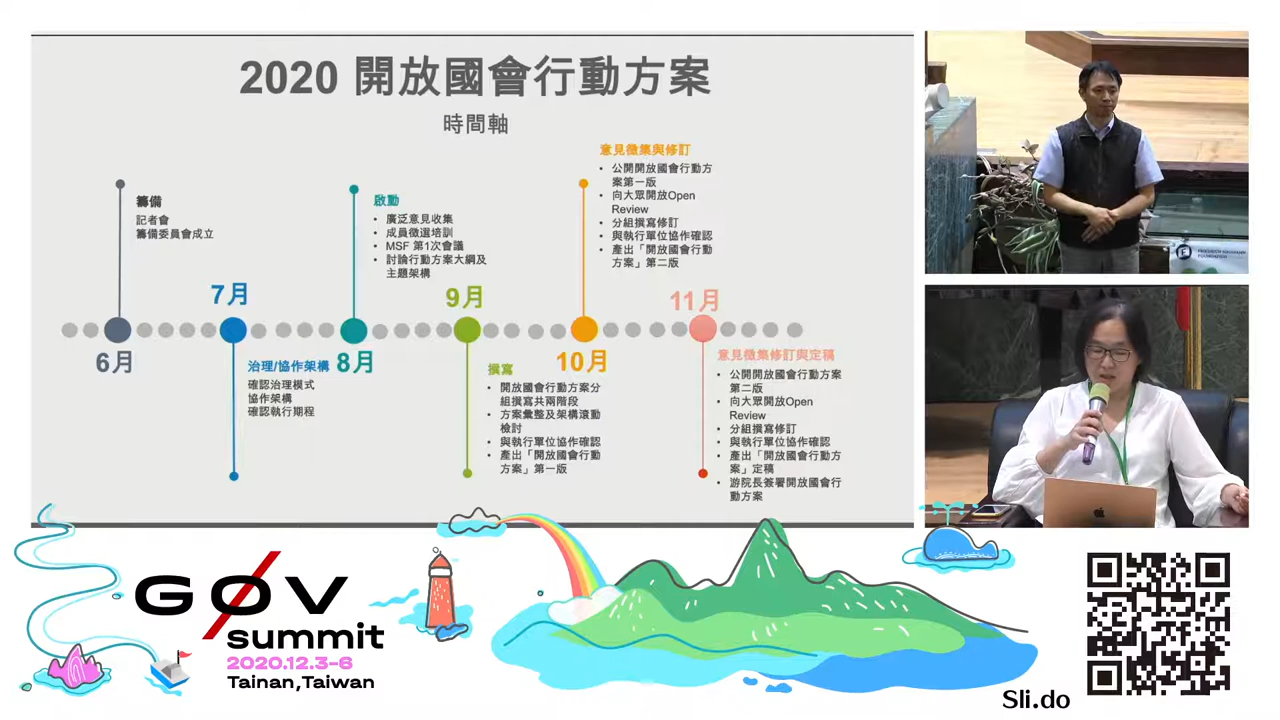 2020 開放國會行動方案
時間軸
籌備
記者會
籌備委員會成立
6月
7月
治理/協作架構
確認治理模式
協作架構
確認執行期程
啟動
• 廣泛意見收集
• 成員徵選培訓
• MSF 第1次會議
• 討論行動方案大綱及
主題架構
8月
9月
撰寫
• 開放國會行動方案分
組撰寫共兩階段
• 方案彙整及架構滾動
檢討
• 與執行單位協作確認
• 產出「開放國會行動
方案」第一版
意見徵集與修訂
• 公開開放國會行動方
案第一版
• 向大眾開放Open
Review
• 分組撰寫修訂
• 與執行單位協作確認
• 產出「開放國會行動
方案」第二版
10月
11月
意見徵集修訂與定稿
• 公開開放國會行動方案
第二版
• 向大眾開放Open
Review
• 分組撰寫修訂
• 與執行單位協作確認
• 產出「開放國會行動方
案」定稿
• 游院長簽署開放國會行
動方案
GØV
summit
2020.12.3-6
Tainan,Taiwan
Sli.do